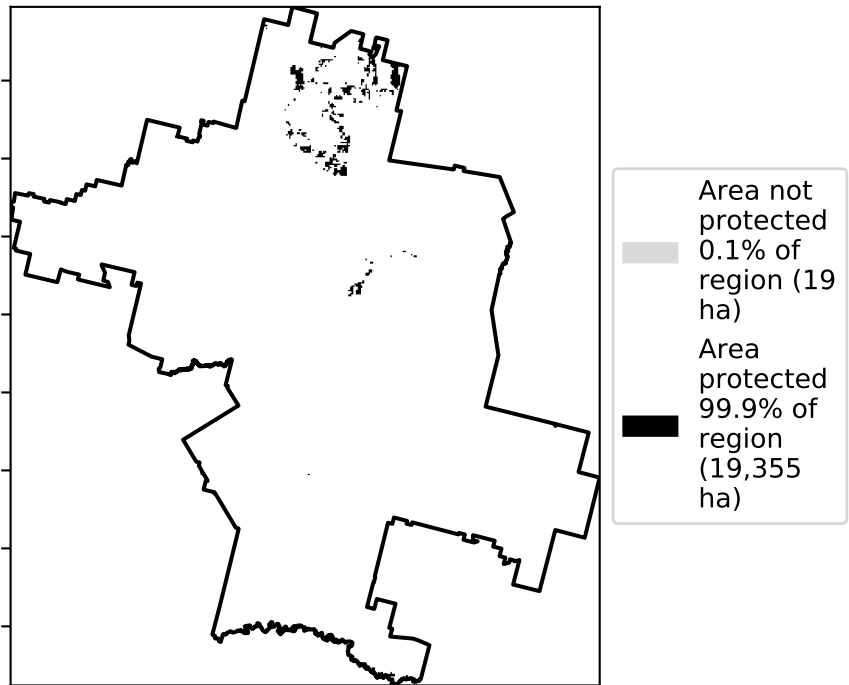 Area not
protected
0.1% of
region (19
ha)
Area
protected
99.9% of
region
(19,355
ha)